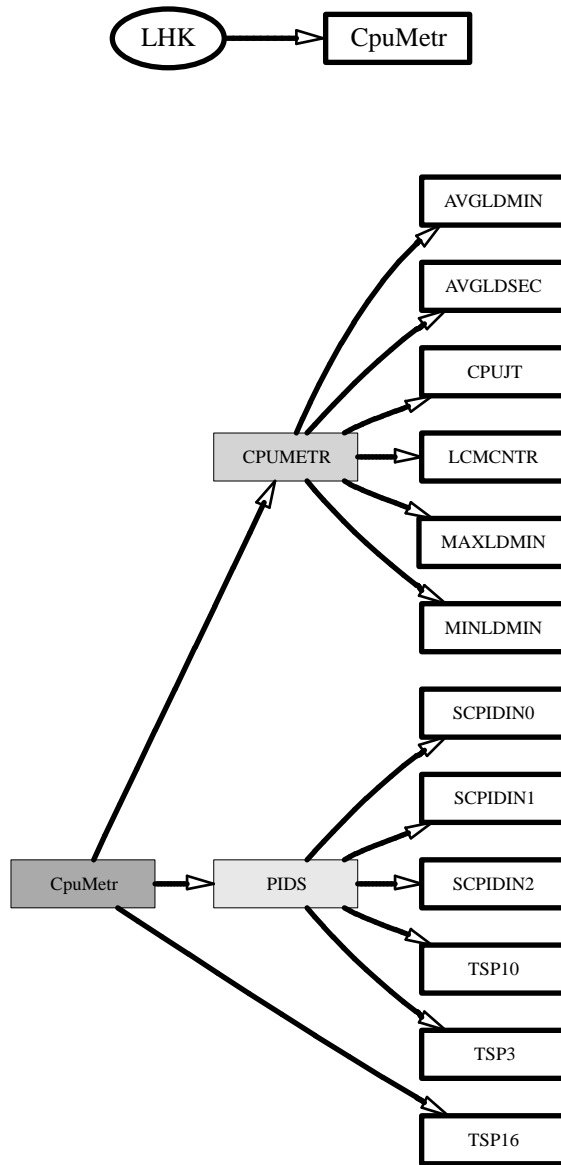 LHK
CpuMetr
AVGLDMIN
AVGLDSEC
CPUJT
CPUMETR
LCMCNTR
MAXLDMIN
MINLDMIN
SCPIDIN0
SCPIDIN1
CpuMetr
PIDS
SCPIDIN2
TSP10
TSP3
TSP16